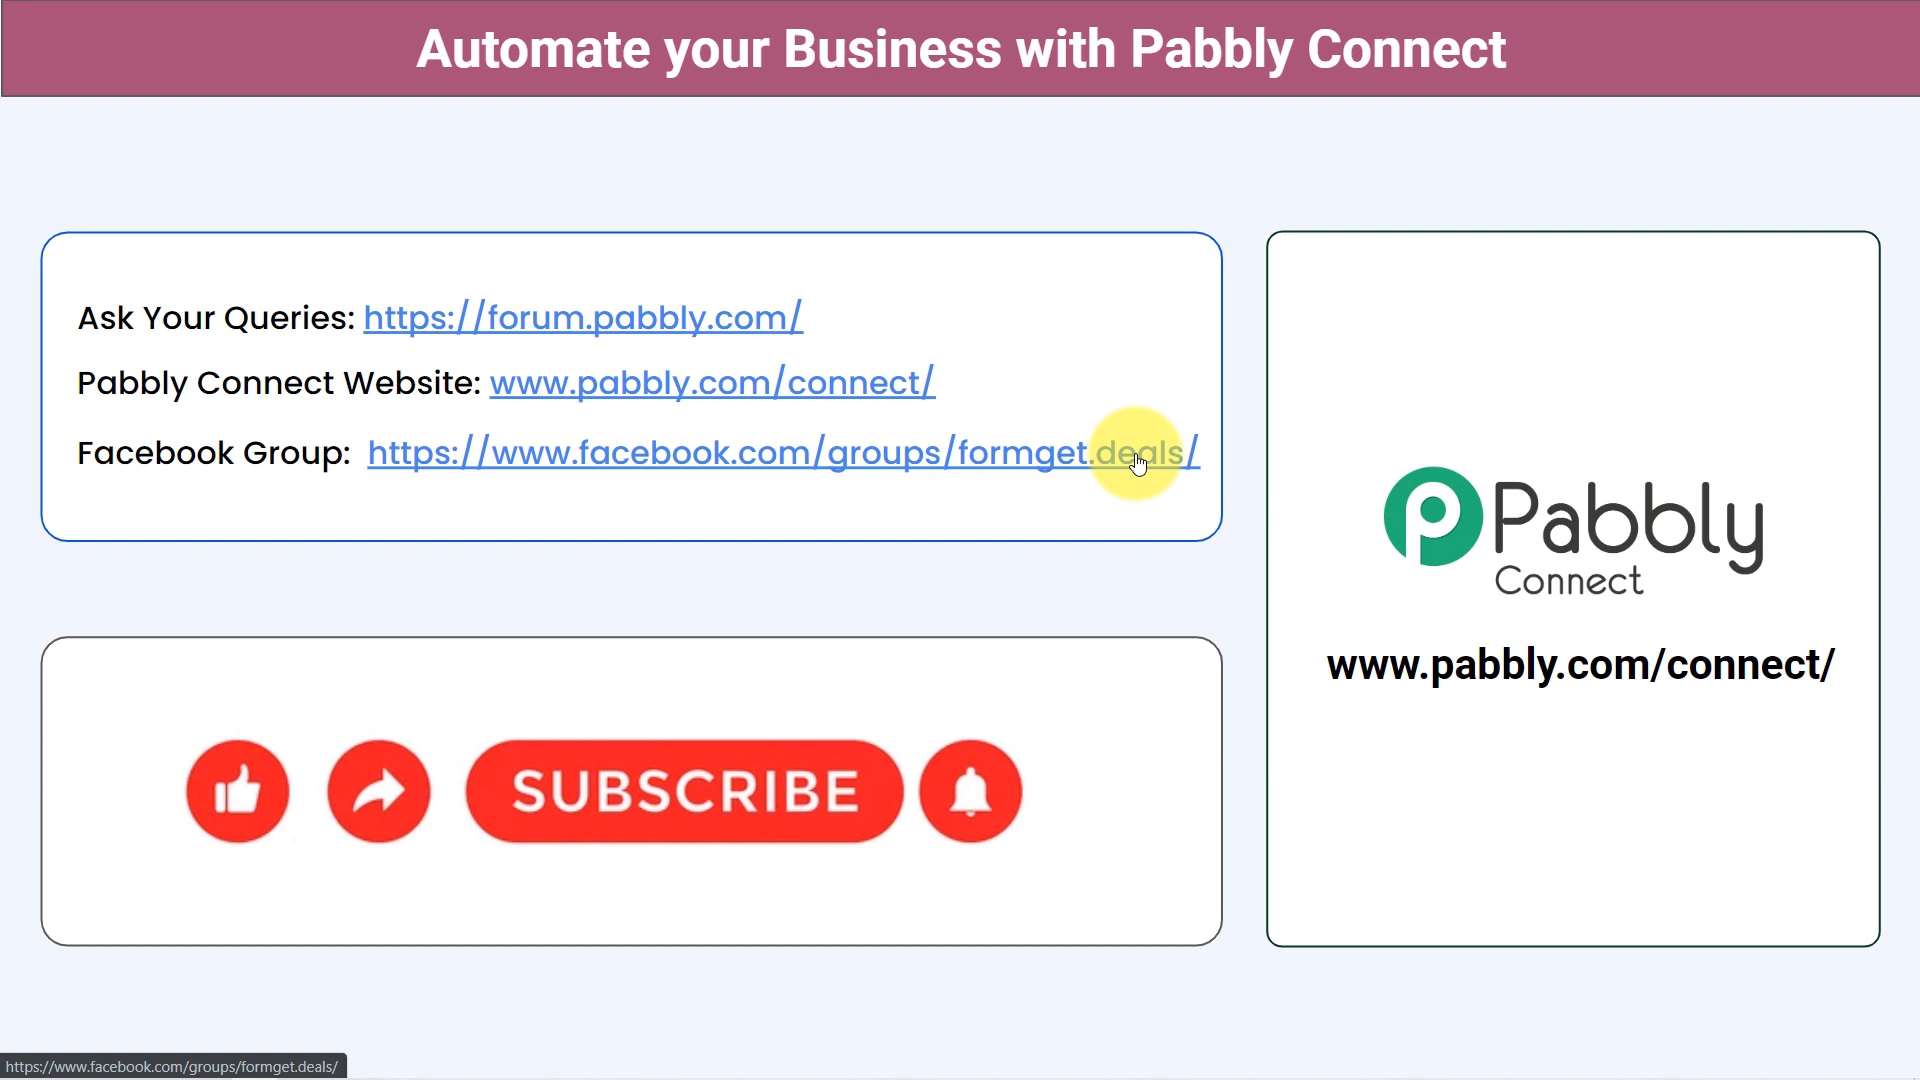 Automate your Business with Pabbly Connect
Ask Your Queries: https://forum.pabbly.com/
Pabbly Connect Website: www.pabbly.com/connect/
Facebook Group: https://www.facebook.com/groups/formget.deals/
SUBSCRIBE
Pabbly
Connect
www.pabbly.com/connect/
https://www.facebook.com/groups/formget.deals/